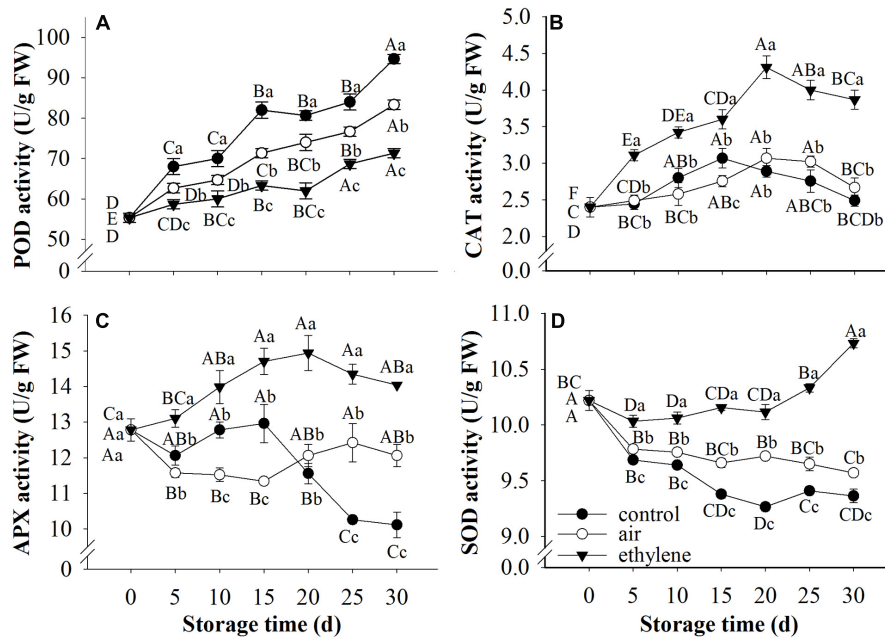 A
POD activity (U/g FW)
100
90
80
70
60
50
0
D
E
D
Ca
Db
CDc
Ca
Db
BCc
Ba
Cb
Bc
Ba
BCb
BCc
Ba
Bb
Ac
Aa
Ab
Ac
B
CAT activity (U/g FW)
5.0
4.5
4.0
3.5
3.0
2.5
2.0
0.0
F
C
D
Ea
CDb
BCb
DEa
ABb
BCb
CDa
Ab
ABc
Aa
Ab
Ab
ABa
Ab
ABCb
BCa
BCb
BCDb
C
APX activity (U/g FW)
16
15
14
13
12
11
10
0
Ca
Aa
Aa
BCa
ABb
Bb
ABa
Ab
Bc
Aa
Ab
Bc
Aa
ABb
Bb
Aa
Ab
Cc
ABa
ABb
Cc
0 5 10 15 20 25 30
Storage time (d)
D
SOD activity (U/g FW)
11.0
10.5
10.0
9.5
9.0
0.0
BC
A
A
Da
Bb
Bc
Da
Bb
Bc
CDa
BCb
CDc
CDa
Bb
Dc
Ba
BCb
Cc
Aa
Cb
CDc
control
air
ethylene
0 5 10 15 20 25 30
Storage time (d)